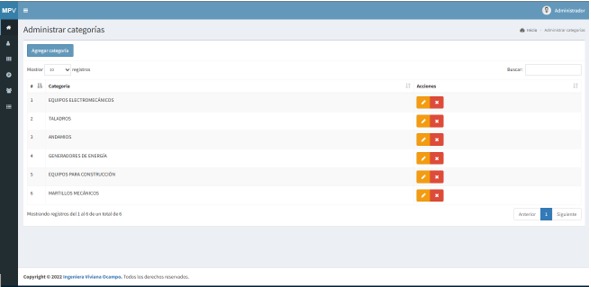 MPV
Administrador
Administrar categorías
Inicio
Administrar categorías
Agregar categoría
Mostrar 10 registros
Buscar:
# Categoría Acciones
1 EQUIPOS ELECTROMECÁNICOS
2 TALADROS
3 ANDAMIOS
4 GENERADORES DE ENERGÍA
5 EQUIPOS PARA CONSTRUCCIÓN
6 MARTILLOS MECÁNICOS
Mostrando registros del 1 al 6 de un total de 6
Anterior 1 Siguiente
Copyright © 2022 Ingeniera Viviana Ocampo. Todos los derechos reservados.